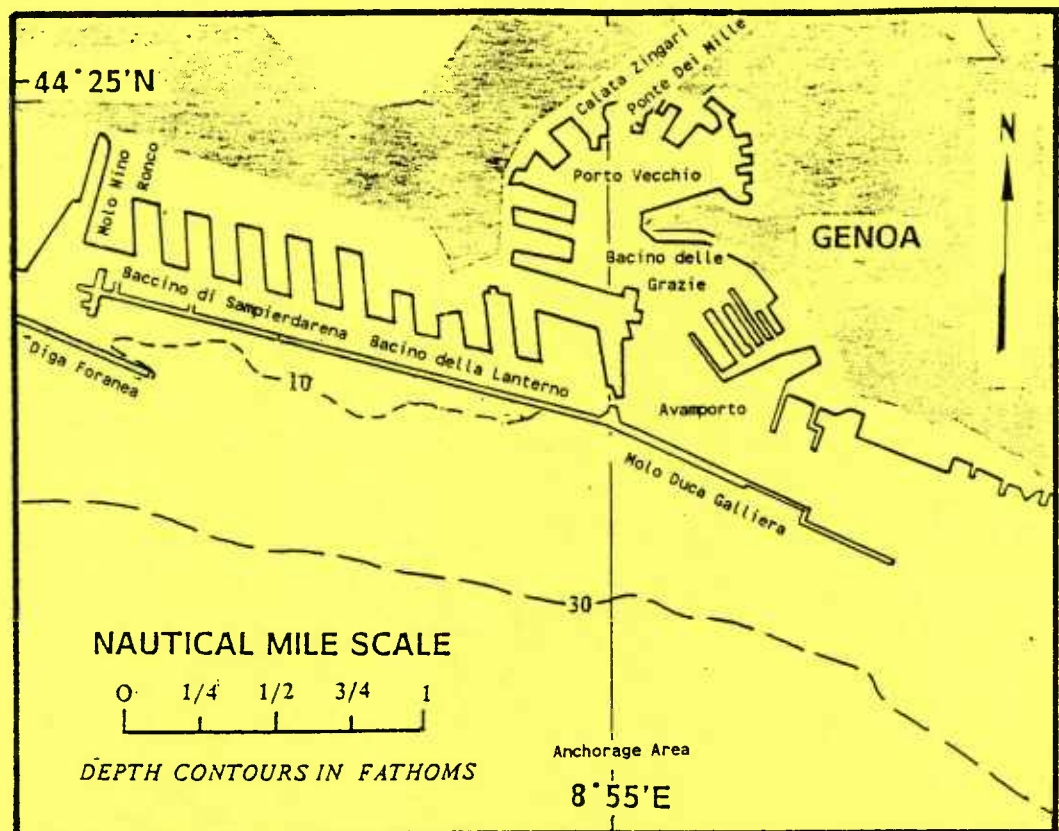 44°25'N
Calata Zingari
Ponte Dei Mille
N
Molo Nino
Ronco
Porto Vecchio
GENOA
Bacino delle
Grazie
Baccino di Sampierdarena
Bacino della Lanterno
Diga Foranea
10
Avamporto
Molo Duca Galliera
30
NAUTICAL MILE SCALE
0 1/4 1/2 3/4 1
DEPTH CONTOURS IN FATHOMS
Anchorage Area
8°55'E